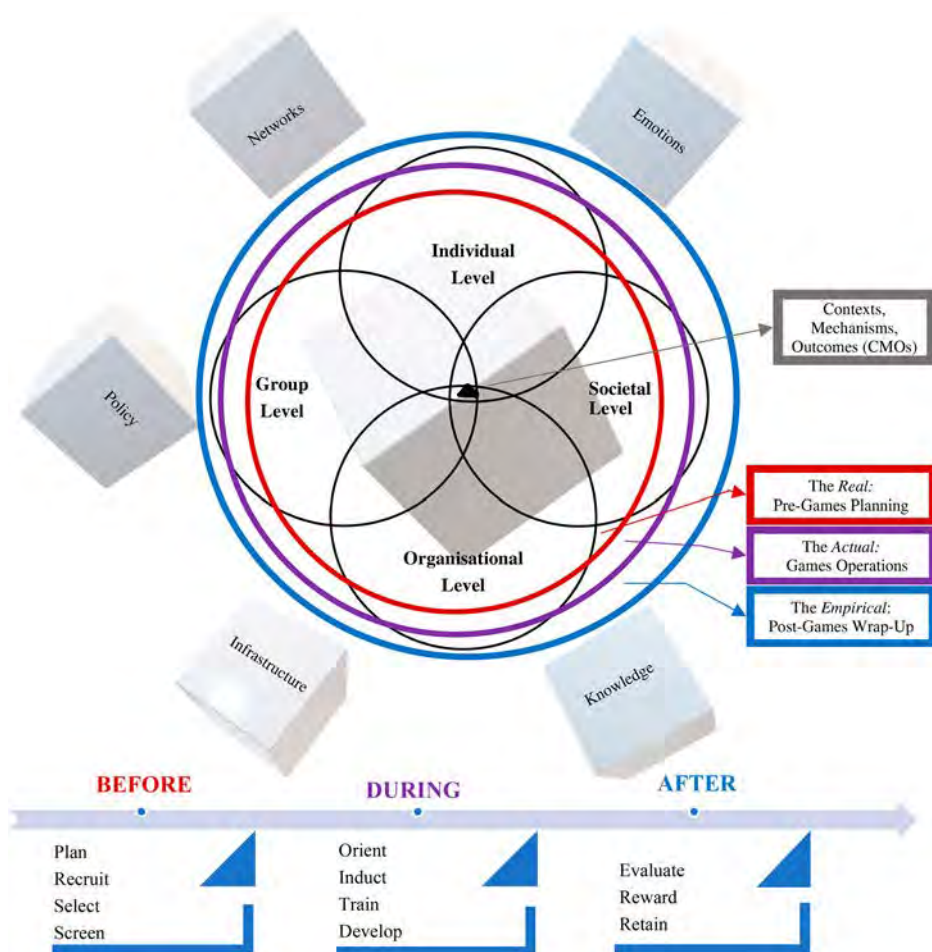 Networks
Emotions
Individual
Level
Contexts,
Mechanisms,
Outcomes (CMOs)
Policy
Group
Level
Societal
Level
The Real:
Pre-Games Planning
The Actual:
Games Operations
Organisational
Level
The Empirical:
Post-Games Wrap-Up
Infrastructure
Knowledge
BEFORE
DURING
AFTER
Plan
Recruit
Select
Screen
Orient
Induct
Train
Develop
Evaluate
Reward
Retain